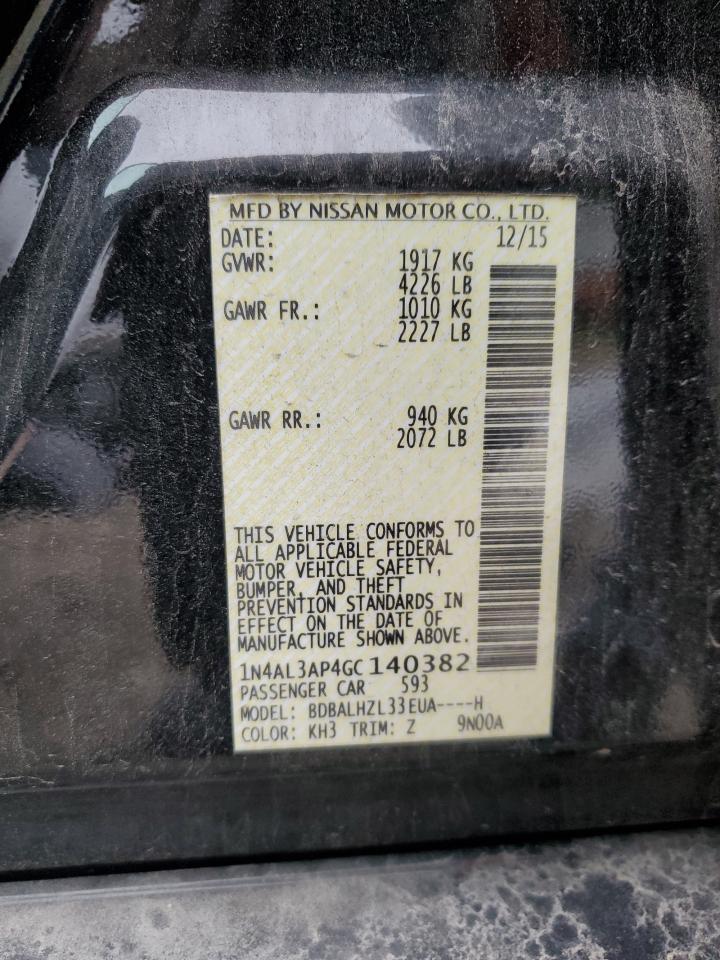 MFD BY NISSAN MOTOR CO., LTD.
DATE: 12/15
GVWR: 1917 KG
4226 LB
GAWR FR.: 1010 KG
2227 LB
GAWR RR.: 940 KG
2072 LB
THIS VEHICLE CONFORMS TO
ALL APPLICABLE FEDERAL
MOTOR VEHICLE SAFETY,
BUMPER, AND THEFT
PREVENTION STANDARDS IN
EFFECT ON THE DATE OF
MANUFACTURE SHOWN ABOVE.
1N4AL3AP4GC140382
PASSENGER CAR 593
MODEL: BDBALHZL33EUA----H
COLOR: KH3 TRIM: Z 9N00A